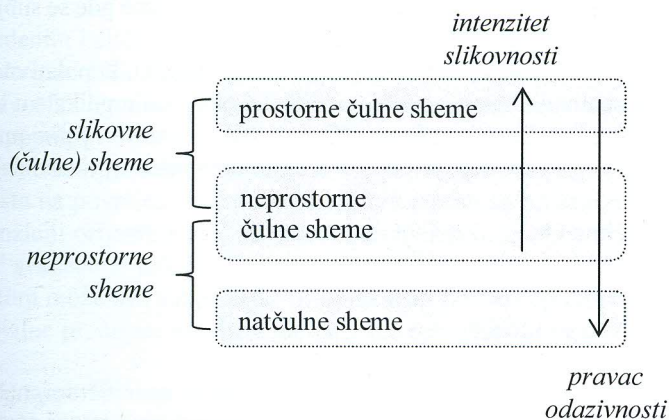 intenzitet
slikovnosti
prostorne čulne sheme
slikovne
(čulne) sheme
neprostorne
čulne sheme
neprostorne
sheme
natčulne sheme
pravac
odazivnosti